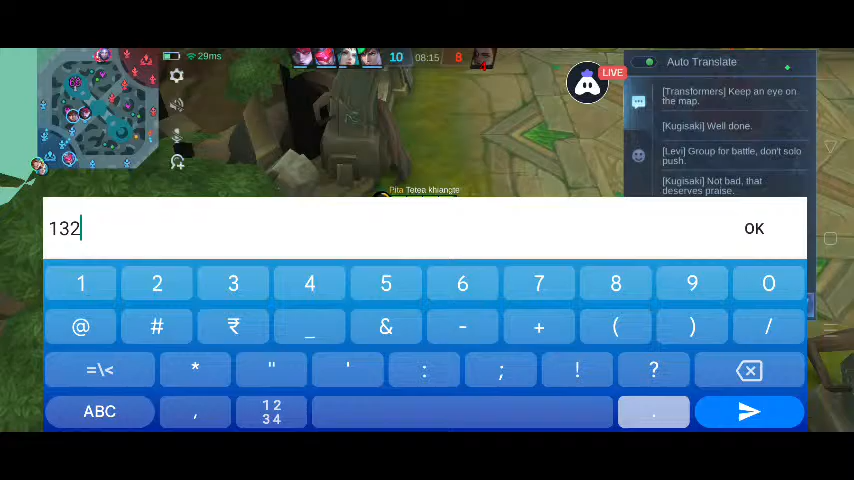 29ms
10 08:15 8
LIVE
Auto Translate
[Transformers] Keep an eye on
the map.
[Kugisaki] Well done.
[Levi] Group for battle, don't solo
push.
[Kugisaki] Not bad, that
deserves praise.
Pita Tetea khiangte
132
OK
1 2 3 4 5 6 7 8 9 0
@ # ₹ _ & - + ( ) /
=\< * " ' : ; ! ?
ABC , 12 .
34